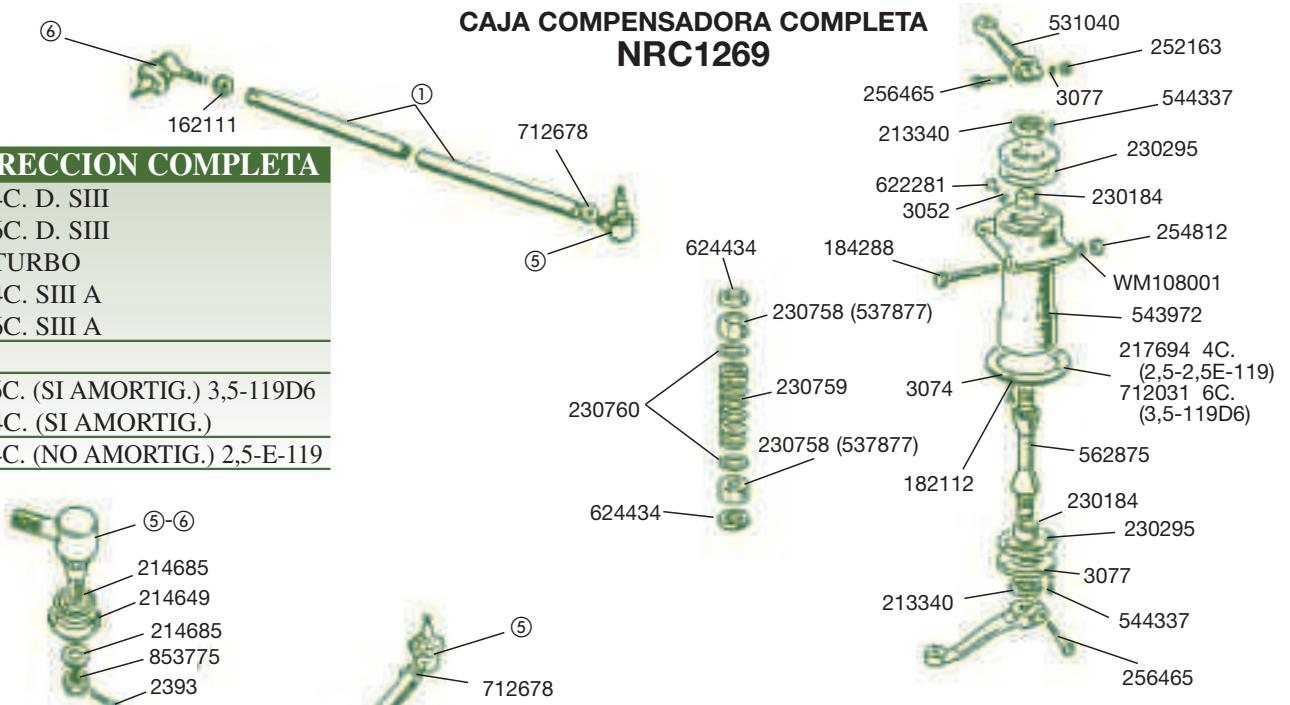 CAJA COMPENSADORA COMPLETA
NRC1269
⑥
162111
①
712678
⑤
RECCION COMPLETA
C. D. SIII
C. D. SIII
TURBO
C. SIII A
C. SIII A
C. (SI AMORTIG.) 3,5-119D6
C. (SI AMORTIG.)
C. (NO AMORTIG.) 2,5-E-119
⑤-⑥
214685
214649
214685
853775
2393
⑤
712678
624434
230758 (537877)
230759
230760
230758 (537877)
624434
531040
252163
256465
3077
544337
213340
230295
622281
3052
230184
184288
254812
WM108001
543972
217694 4C.
(2,5-2,5E-119)
712031 6C.
(3,5-119D6)
3074
182112
562875
230184
230295
3077
213340
544337
256465